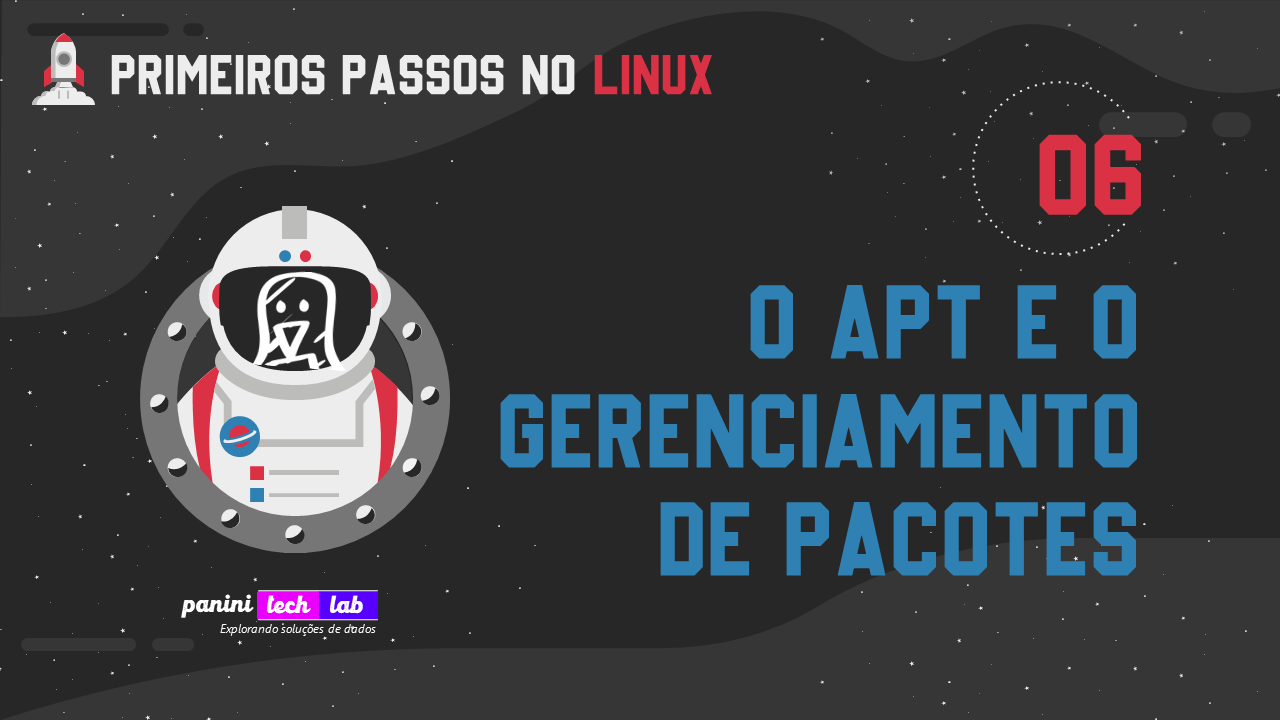 PRIMEIROS PASSOS NO LINUX
06
O APT E O
GERENCIAMENTO
DE PACOTES
panini tech lab
Explorando soluções de dados